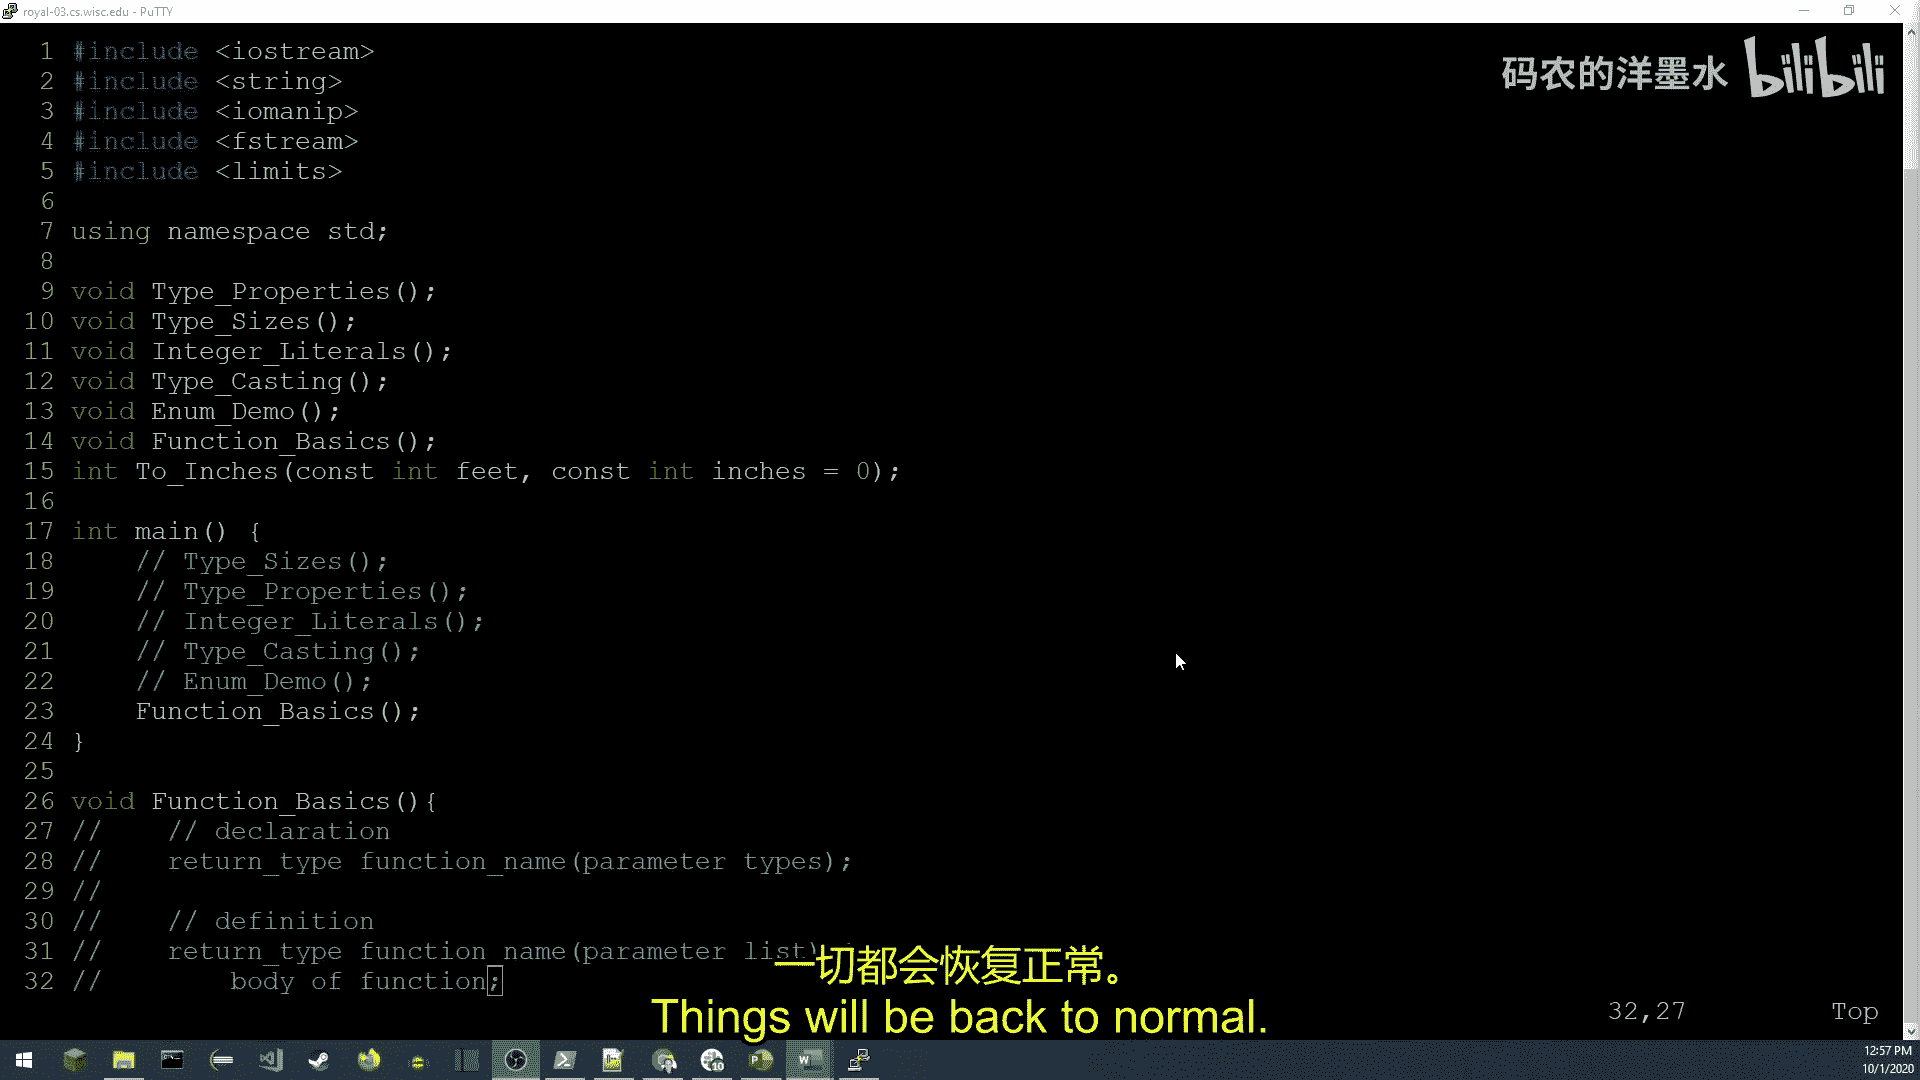 royal-03.cs.wisc.edu - PuTTY
码农的洋墨水 bilibili
1 #include <iostream>
2 #include <string>
3 #include <iomanip>
4 #include <fstream>
5 #include <limits>
6
7 using namespace std;
8
9 void Type_Properties();
10 void Type_Sizes();
11 void Integer_Literals();
12 void Type_Casting();
13 void Enum_Demo();
14 void Function_Basics();
15 int To_Inches(const int feet, const int inches = 0);
16
17 int main() {
18     // Type_Sizes();
19     // Type_Properties();
20     // Integer_Literals();
21     // Type_Casting();
22     // Enum_Demo();
23     Function_Basics();
24 }
25
26 void Function_Basics(){
27 //    // declaration
28 //    return_type function_name(parameter types);
29 //
30 //    // definition
31 //    return_type function_name(parameter list)
32 //        body of function;
一切都会恢复正常。
Things will be back to normal.
32,27 Top
12:57 PM
10/1/2020